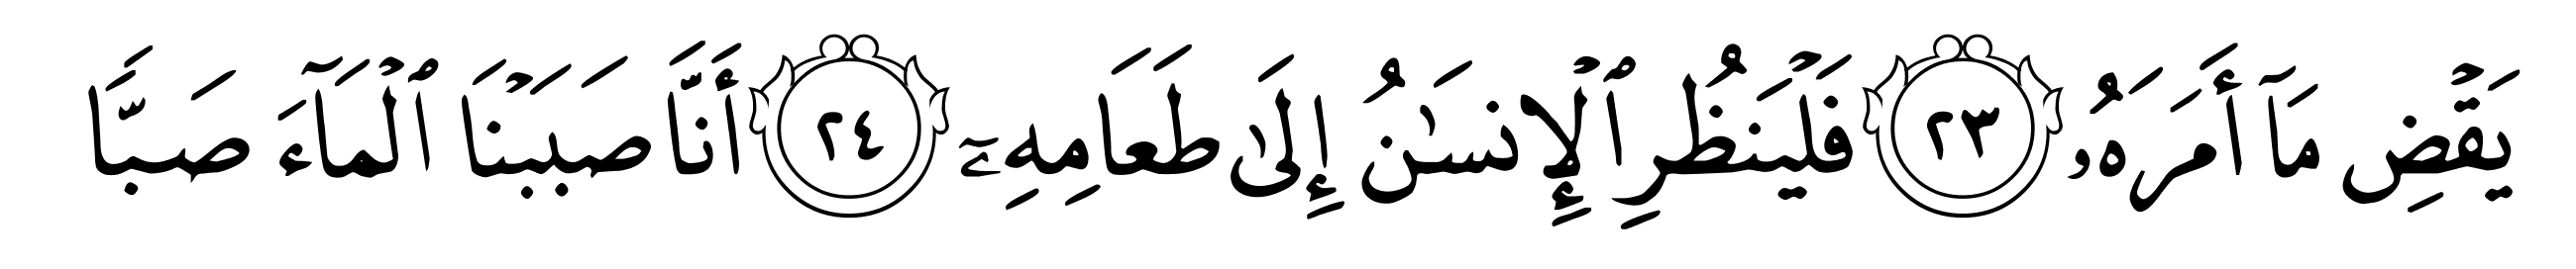 يَقۡضِ مَآ أَمَرَهُۥ ٢٣ فَلۡيَنظُرِ ٱلۡإِنسَٰنُ إِلَىٰ طَعَامِهِۦٓ ٢٤ أَنَّا صَبَبۡنَا ٱلۡمَآءَ صَبّٗا